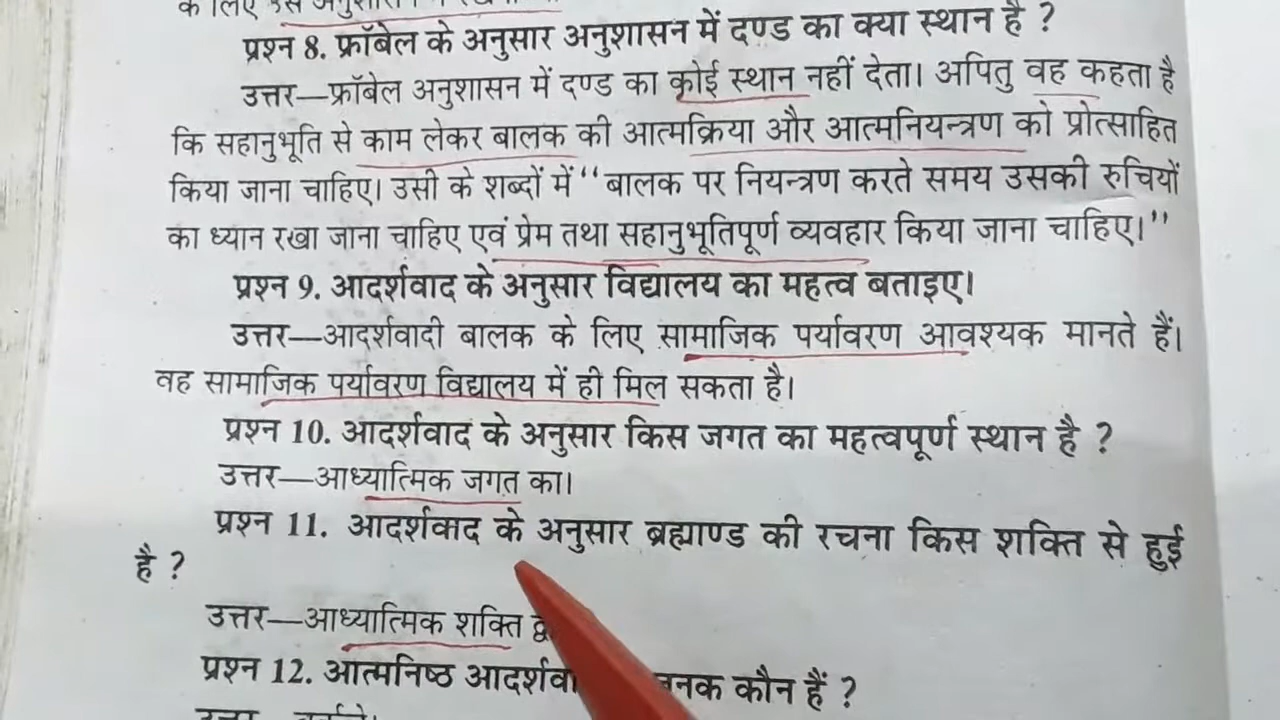 के लिए उसे
प्रश्न 8. फ्रॉबेल के अनुसार अनुशासन में दण्ड का क्या स्थान है ?
उत्तर—फ्रॉबेल अनुशासन में दण्ड का कोई स्थान नहीं देता। अपितु वह कहता है
कि सहानुभूति से काम लेकर बालक की आत्मक्रिया और आत्मनियन्त्रण को प्रोत्साहित
किया जाना चाहिए। उसी के शब्दों में ‘‘बालक पर नियन्त्रण करते समय उसकी रुचियों
का ध्यान रखा जाना चाहिए एवं प्रेम तथा सहानुभूतिपूर्ण व्यवहार किया जाना चाहिए।’’
प्रश्न 9. आदर्शवाद के अनुसार विद्यालय का महत्व बताइए।
उत्तर—आदर्शवादी बालक के लिए सामाजिक पर्यावरण आवश्यक मानते हैं।
वह सामाजिक पर्यावरण विद्यालय में ही मिल सकता है।
प्रश्न 10. आदर्शवाद के अनुसार किस जगत का महत्वपूर्ण स्थान है ?
उत्तर—आध्यात्मिक जगत का।
प्रश्न 11. आदर्शवाद के अनुसार ब्रह्माण्ड की रचना किस शक्ति से हुई
है ?
उत्तर—आध्यात्मिक शक्ति
प्रश्न 12. आत्मनिष्ठ कौन हैं ?